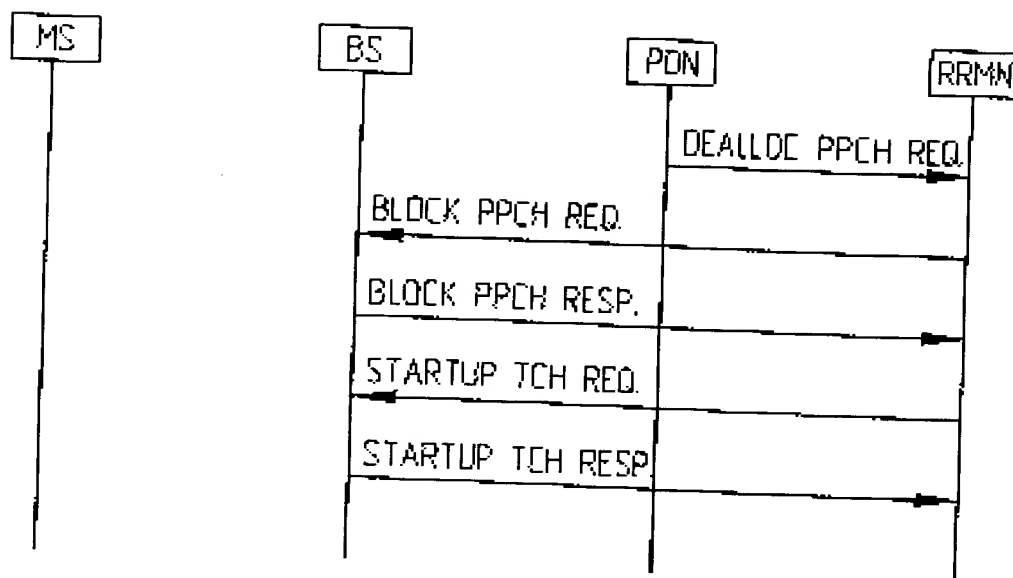 MS
BS
PDN
RRMN
DEALLOC PPCH REQ.
BLOCK PPCH REQ.
BLOCK PPCH RESP.
STARTUP TCH REQ.
STARTUP TCH RESP.